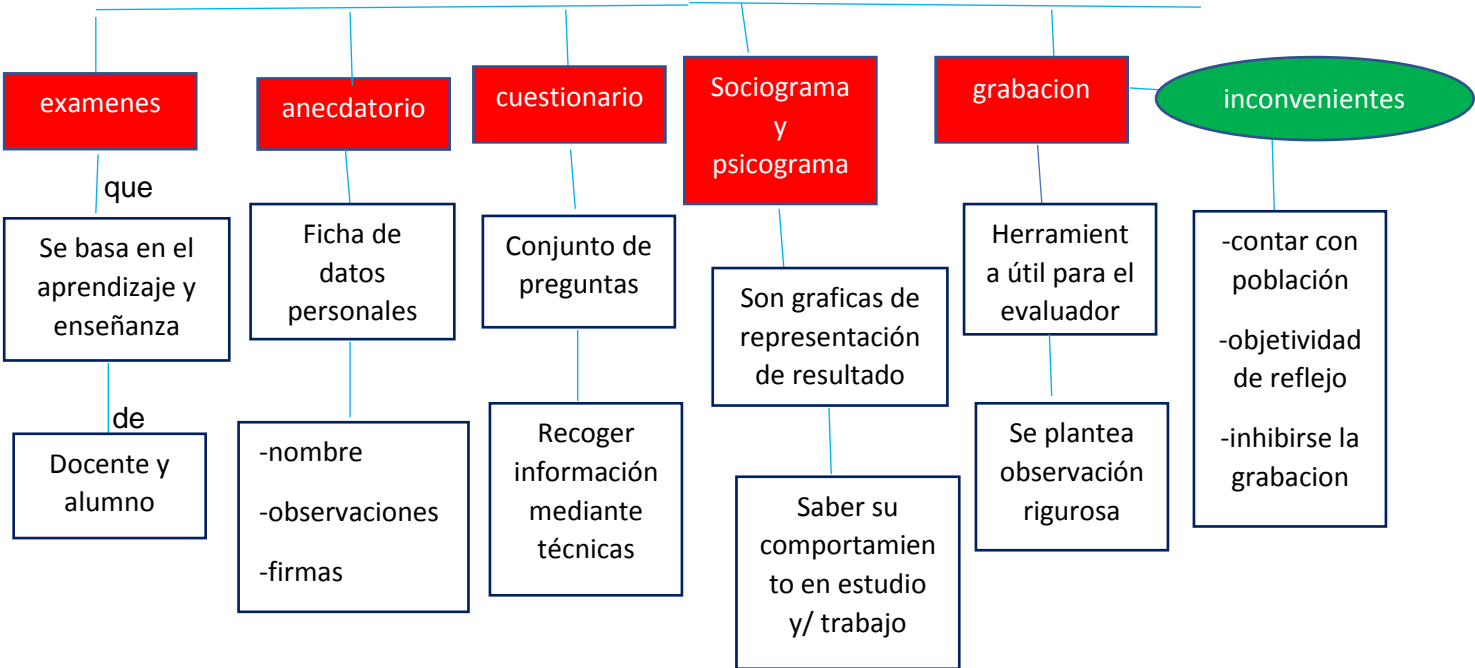 examenes
que
Se basa en el
aprendizaje y
enseñanza
de
Docente y
alumno
anecdatorio
Ficha de
datos
personales
-nombre
-observaciones
-firmas
cuestionario
Conjunto de
preguntas
Recoger
información
mediante
técnicas
Sociograma
y
psicograma
Son graficas de
representación
de resultado
Saber su
comportamien
to en estudio
y/ trabajo
grabacion
Herramient
a útil para el
evaluador
Se plantea
observación
rigurosa
inconvenientes
-contar con
población
-objetividad
de reflejo
-inhibirse la
grabacion